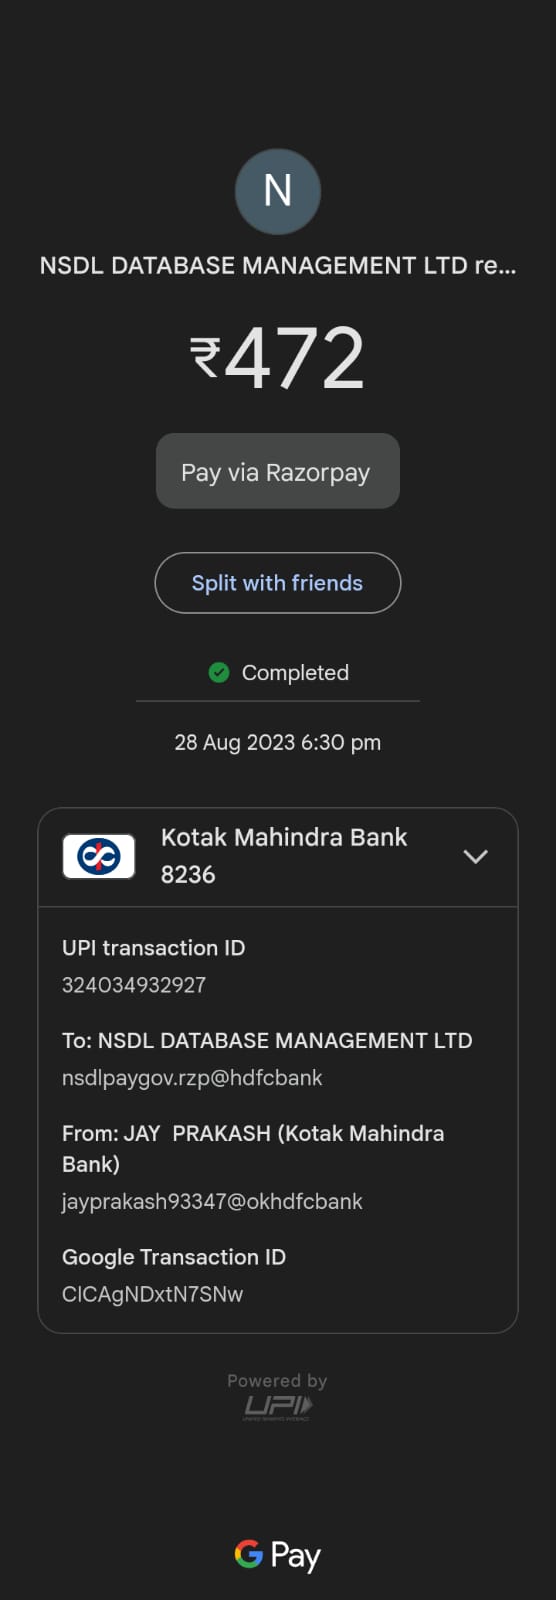 N
NSDL DATABASE MANAGEMENT LTD re...
₹472
Pay via Razorpay
Split with friends
Completed
28 Aug 2023 6:30 pm
Kotak Mahindra Bank
8236
UPI transaction ID
324034932927
To: NSDL DATABASE MANAGEMENT LTD
nsdlpaygov.rzp@hdfcbank
From: JAY  PRAKASH (Kotak Mahindra
Bank)
jayprakash93347@okhdfcbank
Google Transaction ID
CICAgNDxtN7SNw
Powered by
UPI
UNIFIED PAYMENTS INTERFACE
G Pay